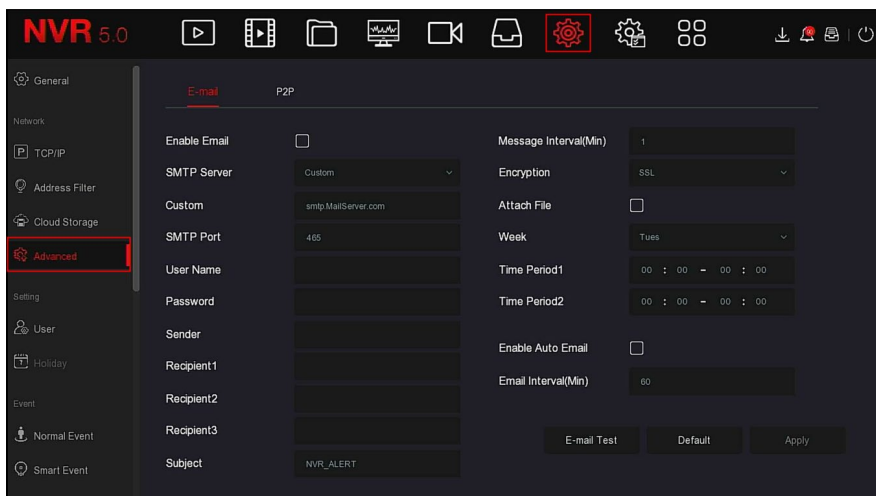 NVR 5.0
General
Network
TCP/IP
Address Filter
Cloud Storage
Advanced
Setting
User
Holiday
Event
Normal Event
Smart Event
E-mail P2P
Enable Email
SMTP Server Custom
Custom smtp.MailServer.com
SMTP Port 465
User Name
Password
Sender
Recipient1
Recipient2
Recipient3
Subject NVR_ALERT
Message Interval(Min) 1
Encryption SSL
Attach File
Week Tues
Time Period1 00 : 00 - 00 : 00
Time Period2 00 : 00 - 00 : 00
Enable Auto Email
Email Interval(Min) 60
E-mail Test Default Apply